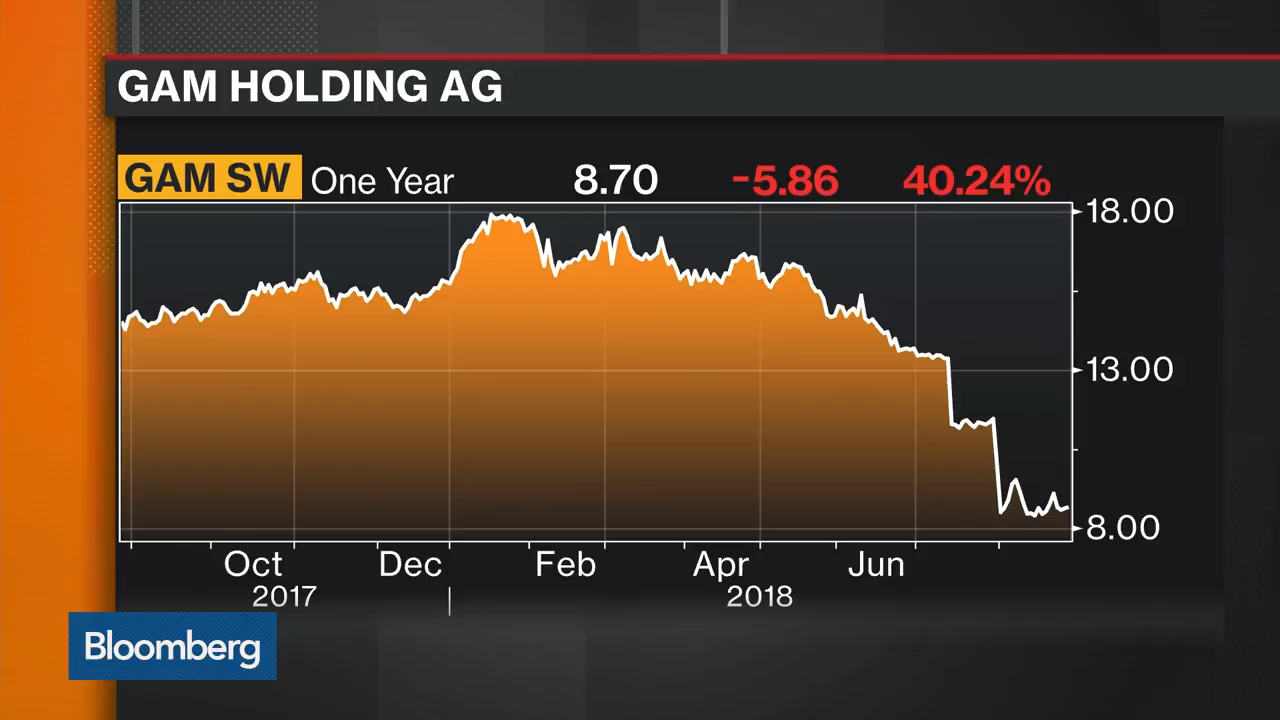 GAM HOLDING AG
GAM SW One Year 8.70 -5.86 40.24%
18.00
13.00
8.00
Oct Dec Feb Apr Jun
2017 2018
Bloomberg